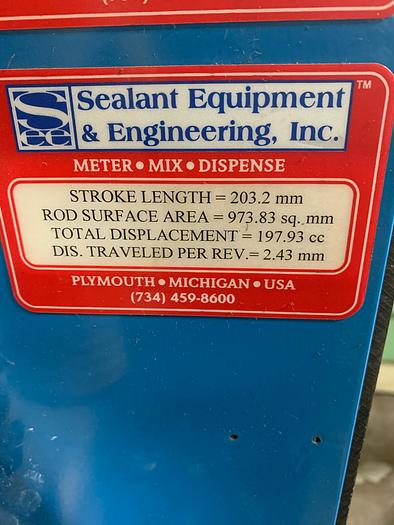 See
Sealant Equipment
& Engineering, Inc.
™
METER • MIX • DISPENSE
STROKE LENGTH = 203.2 mm
ROD SURFACE AREA = 973.83 sq. mm
TOTAL DISPLACEMENT = 197.93 cc
DIS. TRAVELED PER REV.= 2.43 mm
PLYMOUTH • MICHIGAN • USA
(734) 459-8600